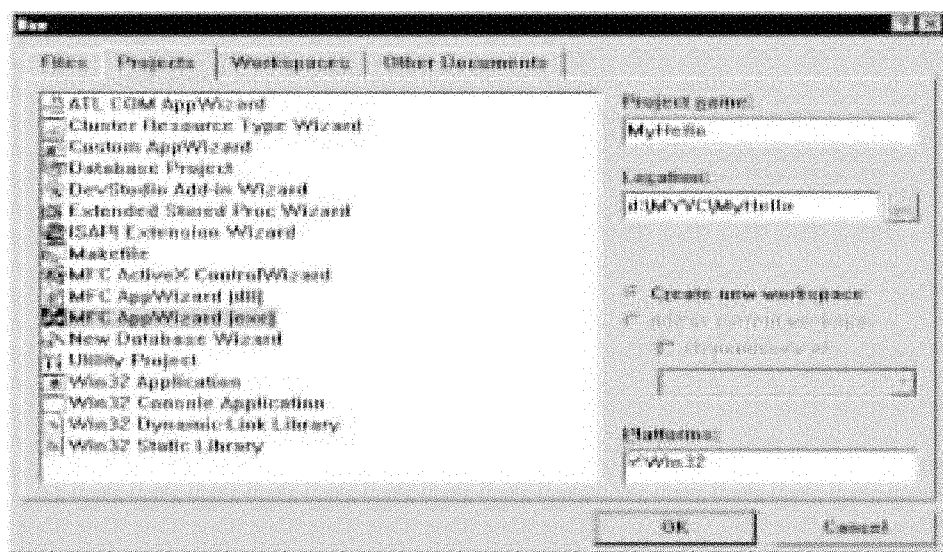 New
Files Projects Workspaces Other Documents
ATL COM AppWizard
Cluster Resource Type Wizard
Custom AppWizard
Database Project
DevStudio Add-in Wizard
Extended Stored Proc Wizard
ISAPI Extension Wizard
Makefile
MFC ActiveX ControlWizard
MFC AppWizard (dll)
MFC AppWizard (exe)
New Database Wizard
Utility Project
Win32 Application
Win32 Console Application
Win32 Dynamic-Link Library
Win32 Static Library
Project name:
MyHello
Location:
d:\MYVC\MyHello
...
Create new workspace
Platforms:
Win32
OK Cancel